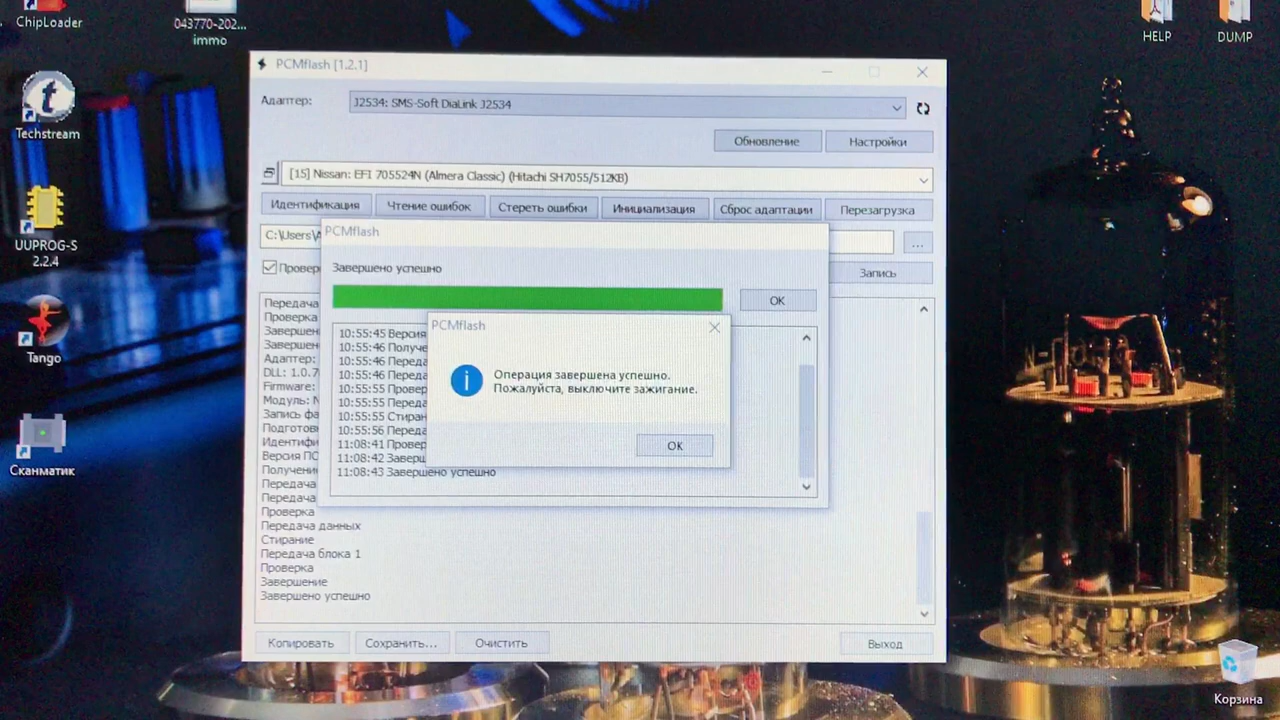 ChipLoader
043770-202...
immo
HELP
DUMP
Techstream
UUPROG-S
2.2.4
Tango
Сканматик
Корзина
PCMflash [1.2.1]
Адаптер:
J2534: SMS-Soft DiaLink J2534
Обновление
Настройки
[15] Nissan: EFI 705524N (Almera Classic) (Hitachi SH7055/512KB)
Идентификация
Чтение ошибок
Стереть ошибки
Инициализация
Сброс адаптации
Перезагрузка
C:\Users\A
...
Провер
Запись
Передача
Проверка
Завершен
Завершен
Адаптер:
DLL: 1.0.7
Firmware:
Модуль: N
Запись фа
Подготов
Идентифи
Версия ПО
Получени
Передача
Передача
Проверка
Передача данных
Стирание
Передача блока 1
Проверка
Завершение
Завершено успешно
Копировать
Сохранить...
Очистить
Выход
PCMflash
Завершено успешно
OK
10:55:45 Версия
10:55:46 Получе
10:55:46 Переда
10:55:46 Переда
10:55:55 Провер
10:55:55 Переда
10:55:55 Стиран
10:55:56 Переда
11:08:41 Провер
11:08:42 Заверш
11:08:43 Завершено успешно
PCMflash
Операция завершена успешно.
Пожалуйста, выключите зажигание.
OK